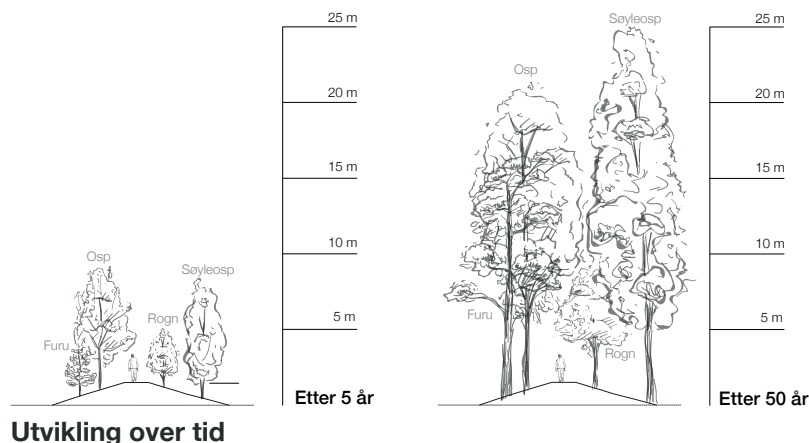 25 m
20 m
15 m
10 m
5 m
Osp
Søyleosp
Rogn
Furu
Etter 5 år
Søyleosp
Osp
Furu
Rogn
25 m
20 m
15 m
10 m
5 m
Etter 50 år
Utvikling over tid